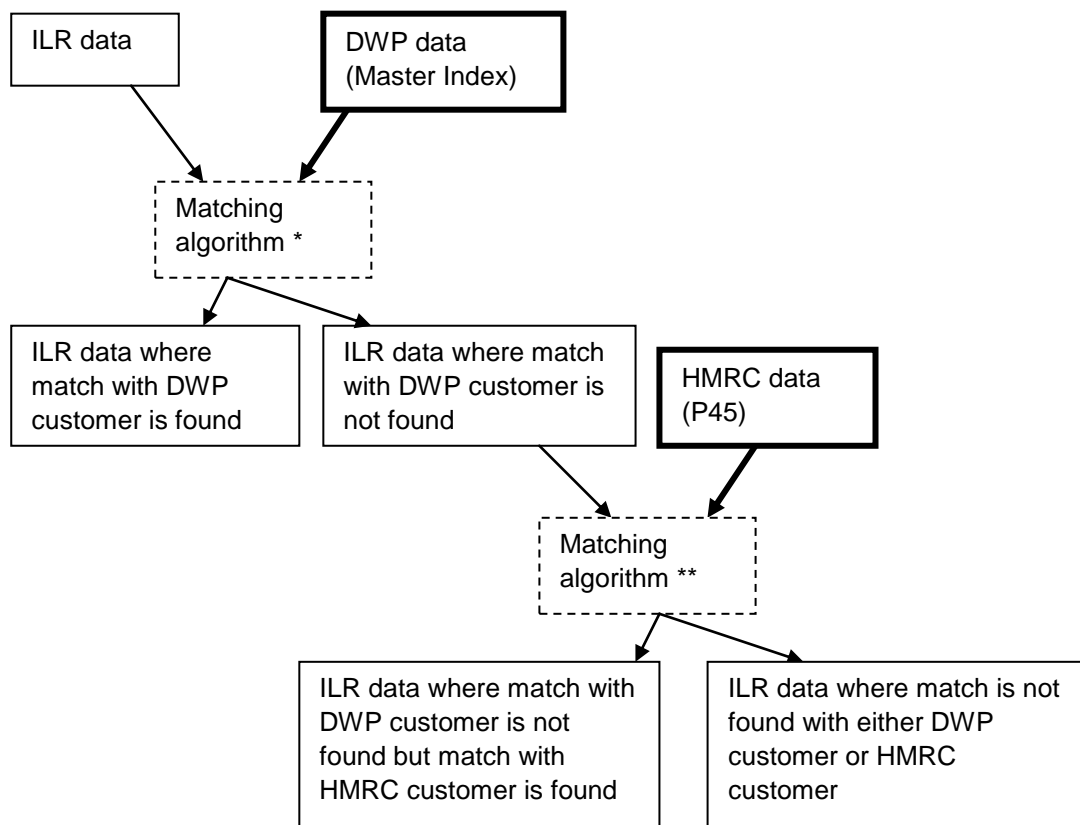 ILR data
DWP data
(Master Index)
Matching
algorithm *
ILR data where
match with DWP
customer is found
ILR data where match
with DWP customer is
not found
HMRC data
(P45)
Matching
algorithm **
ILR data where match with
DWP customer is not
found but match with
HMRC customer is found
ILR data where match is not
found with either DWP
customer or HMRC
customer